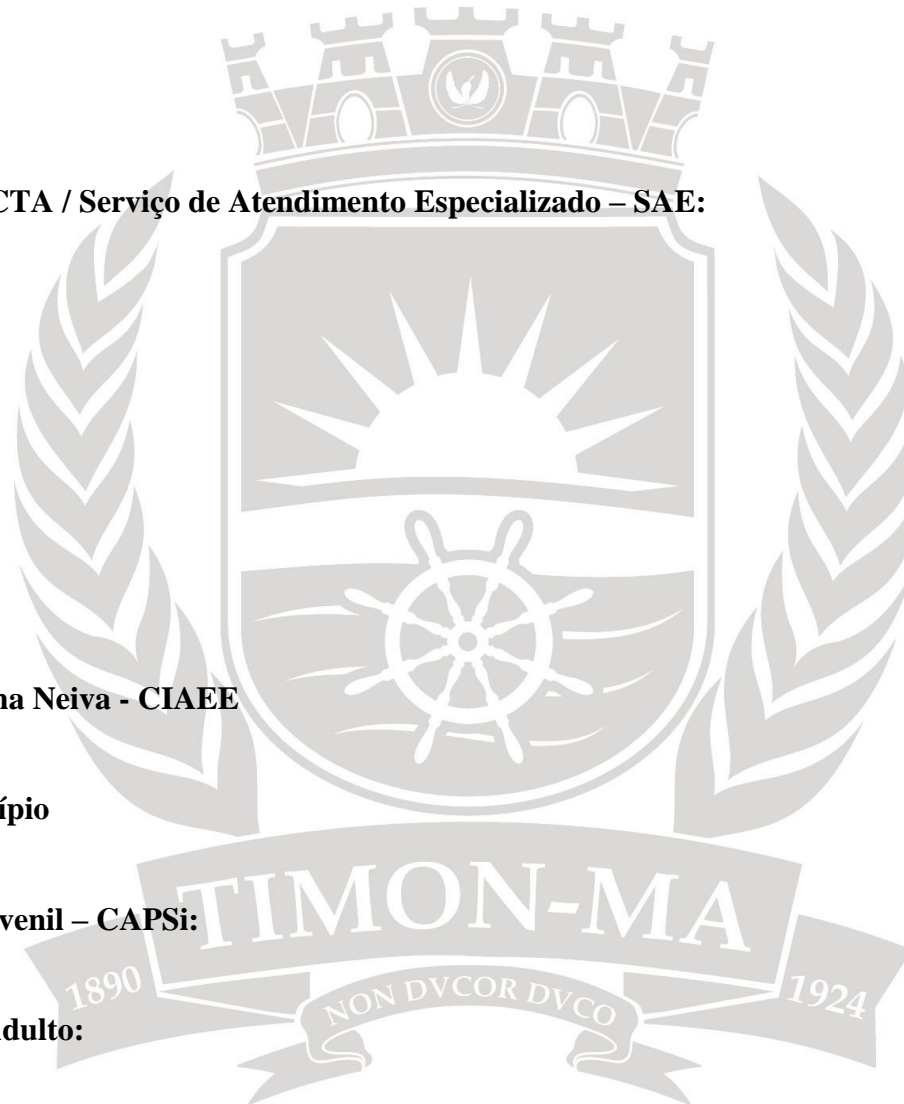 CTA / Serviço de Atendimento Especializado – SAE:
na Neiva - CIAEE
ípio
TIMON-MA
venil – CAPSi:
1890
NON DVCOR DVCO
1924
dulto: